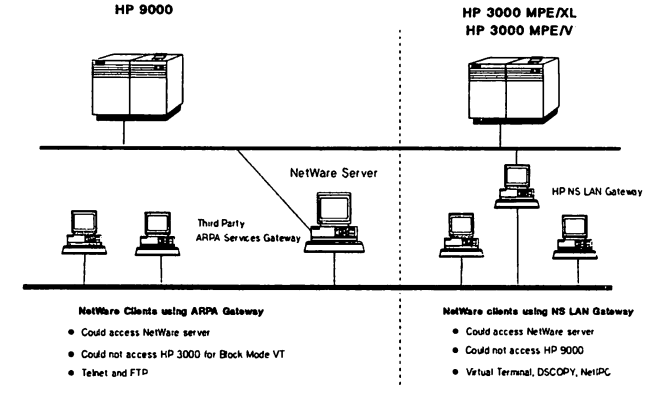 HP 9000
HP 3000 MPE/XL
HP 3000 MPE/V
NetWare Server
HP NS LAN Gateway
Third Party
ARPA Services Gateway
NetWare Clients using ARPA Gateway
• Could access NetWare server
• Could not access HP 3000 for Block Mode VT
• Telnet and FTP
NetWare clients using NS LAN Gateway
• Could access NetWare server
• Could not access HP 9000
• Virtual Terminal, DSCOPY, NetIPC